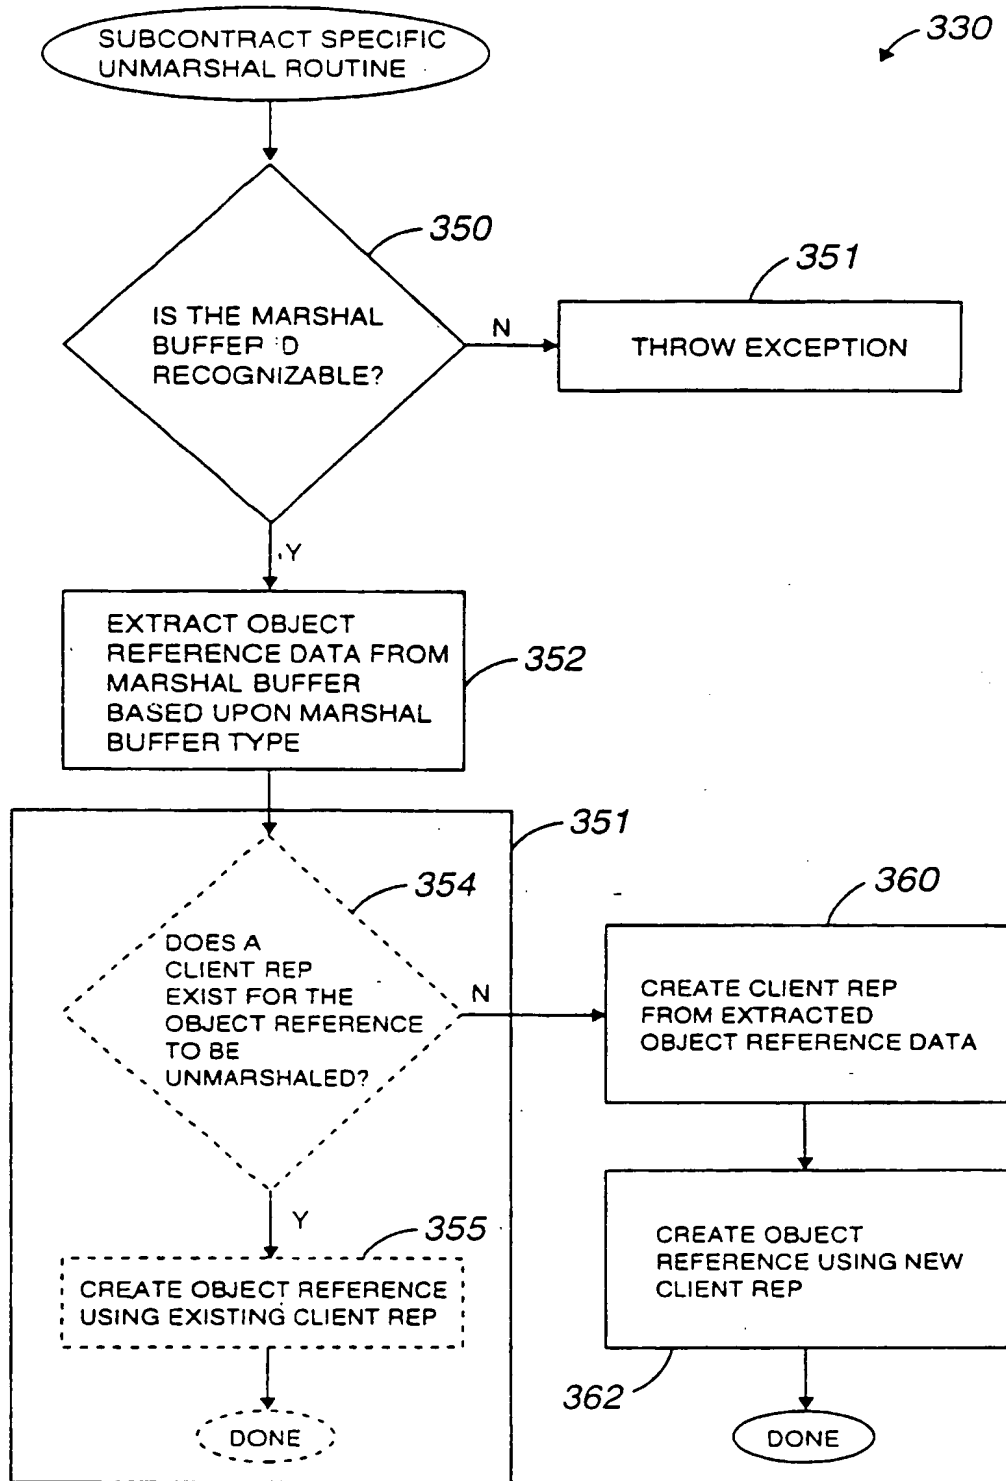 SUBCONTRACT SPECIFIC
UNMARSHAL ROUTINE
330
350
IS THE MARSHAL
BUFFER ID
RECOGNIZABLE?
N
351
THROW EXCEPTION
Y
EXTRACT OBJECT
REFERENCE DATA FROM
MARSHAL BUFFER
BASED UPON MARSHAL
BUFFER TYPE
352
351
354
DOES A
CLIENT REP
EXIST FOR THE
OBJECT REFERENCE
TO BE
UNMARSHALED?
N
360
CREATE CLIENT REP
FROM EXTRACTED
OBJECT REFERENCE DATA
Y
355
CREATE OBJECT REFERENCE
USING EXISTING CLIENT REP
DONE
CREATE OBJECT
REFERENCE USING NEW
CLIENT REP
362
DONE